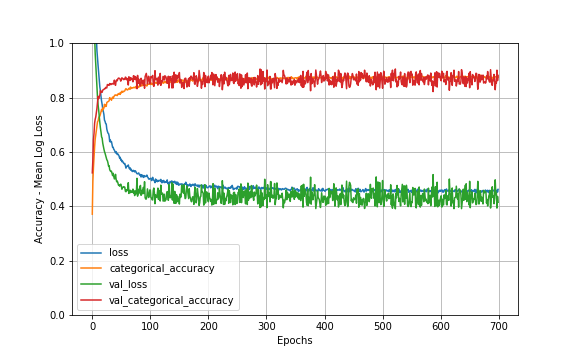 1.0
0.8
0.6
0.4
0.2
0.0
Accuracy - Mean Log Loss
loss
categorical_accuracy
val_loss
val_categorical_accuracy
0 100 200 300 400 500 600 700
Epochs